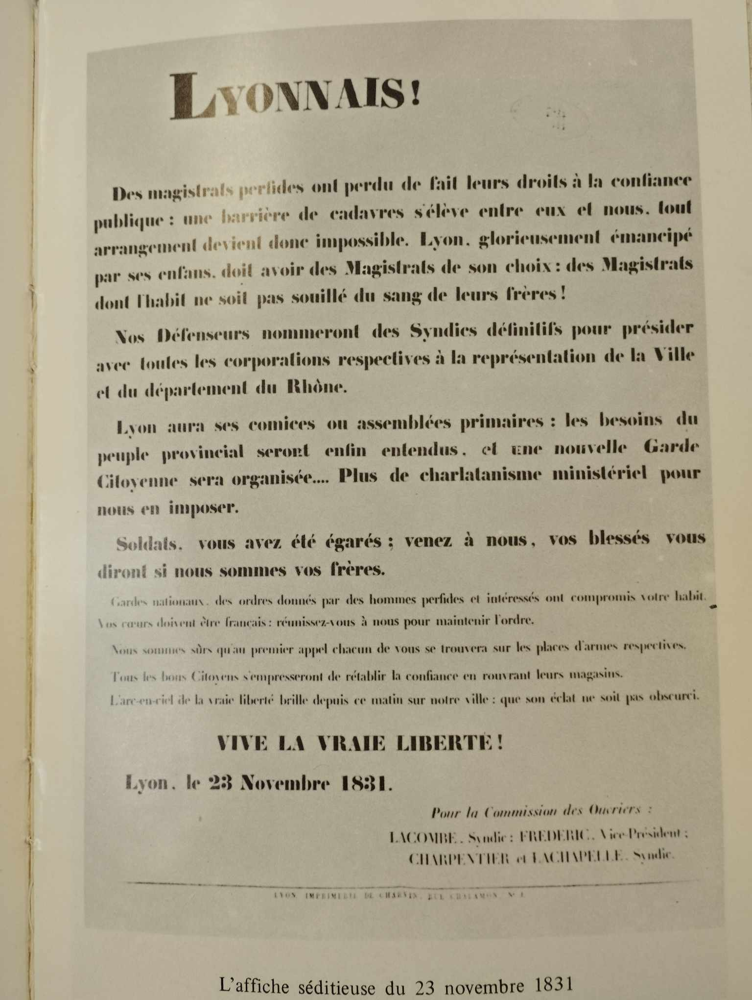 LYONNAIS!
Des magistrats perfides ont perdu de fait leurs droits à la confiance
publique : une barrière de cadavres s'élève entre eux et nous, tout
arrangement devient donc impossible. Lyon, glorieusement émancipé
par ses enfans, doit avoir des Magistrats de son choix : des Magistrats
dont l'habit ne soit pas souillé du sang de leurs frères !
Nos Défenseurs nommeront des Syndics définitifs pour présider
avec toutes les corporations respectives à la représentation de la Ville
et du département du Rhône.
Lyon aura ses comices ou assemblées primaires : les besoins du
peuple provincial seront enfin entendus, et une nouvelle Garde
Citoyenne sera organisée.... Plus de charlatanisme ministériel pour
nous en imposer.
Soldats, vous avez été égarés ; venez à nous, vos blessés vous
diront si nous sommes vos frères.
Gardes nationaux, des ordres donnés par des hommes perfides et intéressés ont compromis votre habit.
Vos cœurs doivent être français : réunissez-vous à nous pour maintenir l'ordre.
Nous sommes sûrs qu'au premier appel chacun de vous se trouvera sur les places d'armes respectives.
Tous les bons Citoyens s'empresseront de rétablir la confiance en rouvrant leurs magasins.
L'arc-en-ciel de la vraie liberté brille depuis ce matin sur notre ville ; que son éclat ne soit pas obscurci.
VIVE LA VRAIE LIBERTÉ !
Lyon, le 23 Novembre 1831.
Pour la Commission des Ouvriers :
LACOMBE, Syndic ; FREDERIC, Vice-Président ;
CHARPENTIER et LACHAPELLE, Syndic.
LYON, IMPRIMERIE DE CHARVIN, RUE CHALAMON, N° 1.
L'affiche séditieuse du 23 novembre 1831